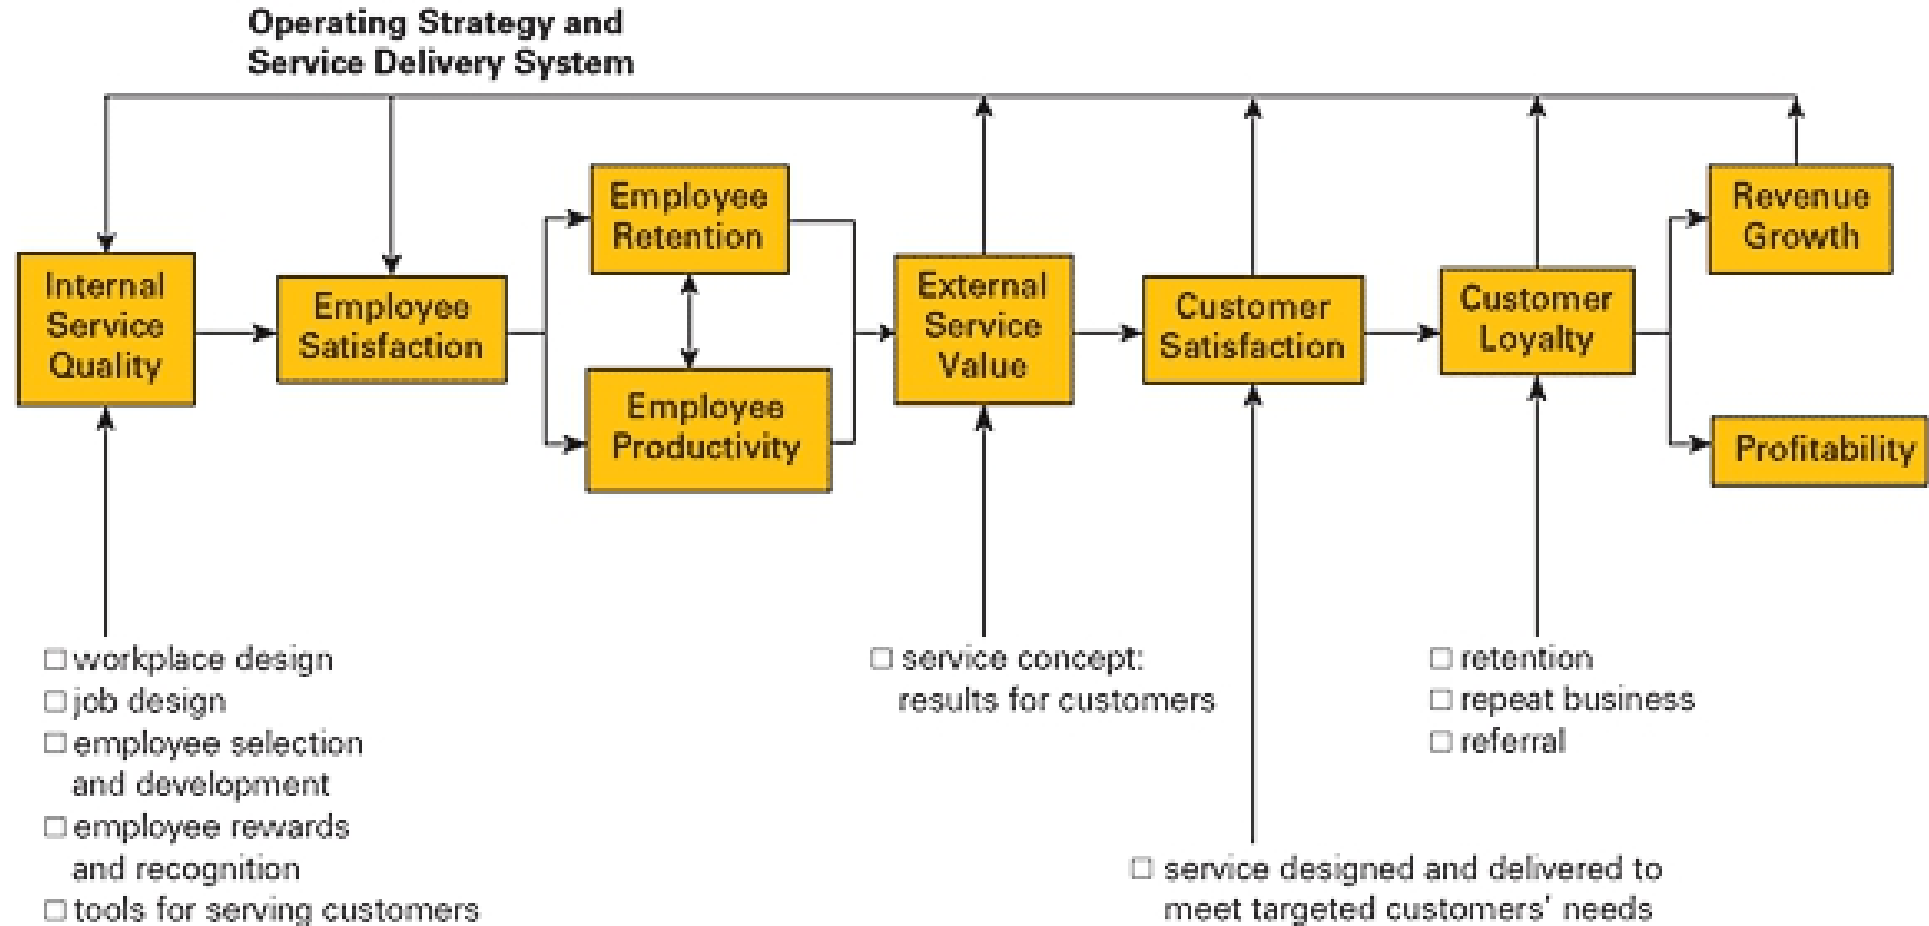 Operating Strategy and
Service Delivery System
Internal
Service
Quality
Employee
Satisfaction
Employee
Retention
Employee
Productivity
External
Service
Value
Customer
Satisfaction
Customer
Loyalty
Revenue
Growth
Profitability
□ workplace design
□ job design
□ employee selection
and development
□ employee rewards
and recognition
□ tools for serving customers
□ service concept:
results for customers
□ service designed and delivered to
meet targeted customers' needs
□ retention
□ repeat business
□ referral